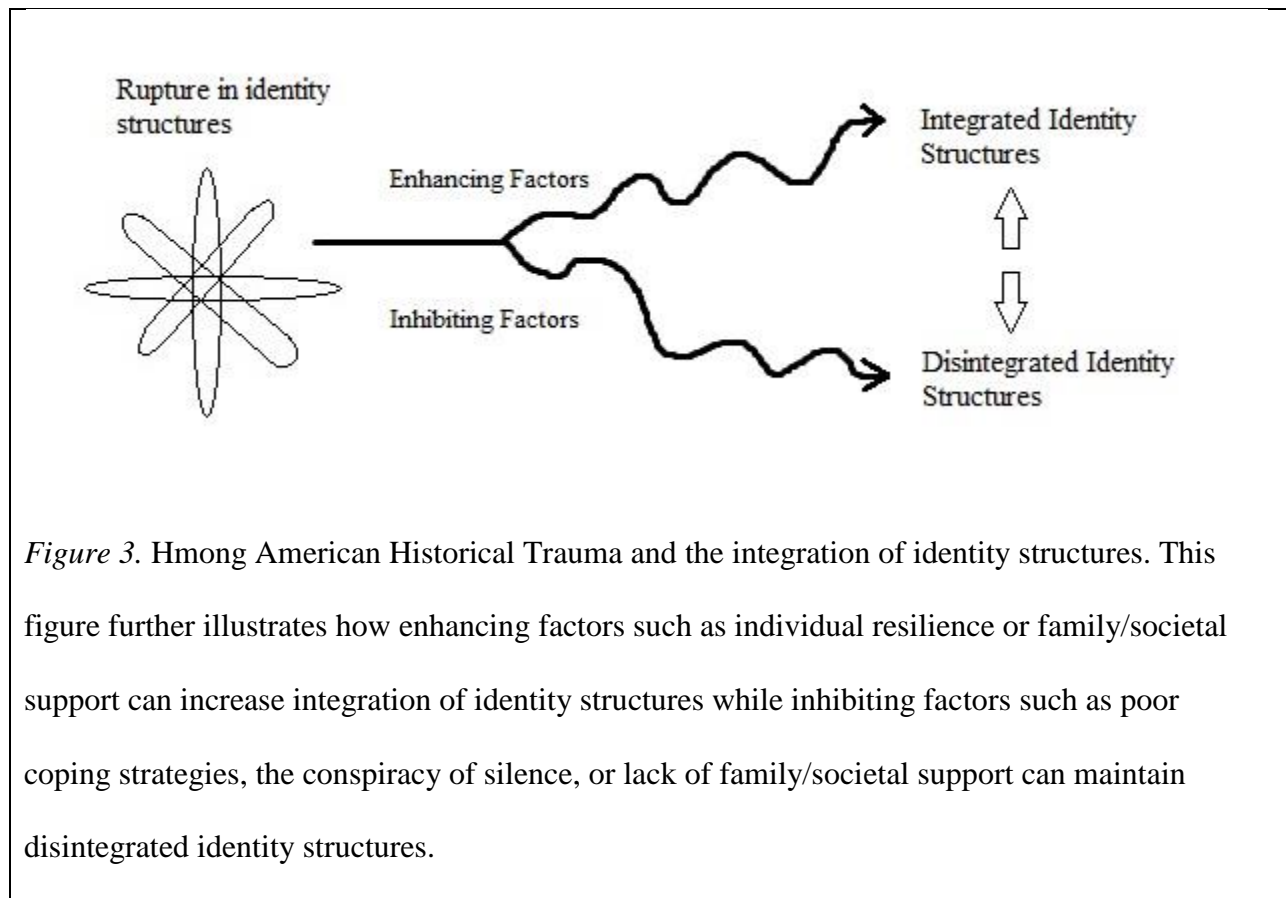 Rupture in identity
structures
Enhancing Factors
Inhibiting Factors
Integrated Identity
Structures
Disintegrated Identity
Structures
Figure 3. Hmong American Historical Trauma and the integration of identity structures. This
figure further illustrates how enhancing factors such as individual resilience or family/societal
support can increase integration of identity structures while inhibiting factors such as poor
coping strategies, the conspiracy of silence, or lack of family/societal support can maintain
disintegrated identity structures.